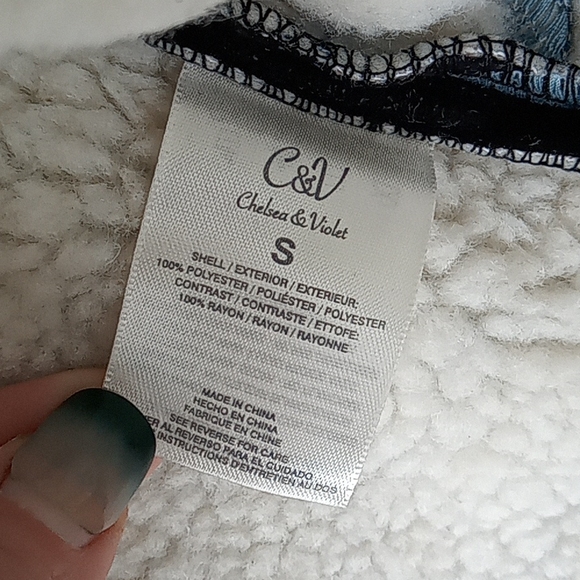 C&V
Chelsea & Violet
S
SHELL / EXTERIOR / EXTERIEUR:
100% POLYESTER / POLIÉSTER / POLYESTER
CONTRAST / CONTRASTE / ETTOFE:
100% RAYON / RAYON / RAYONNE
MADE IN CHINA
HECHO EN CHINA
FABRIQUE EN CHINE
SEE REVERSE FOR CARE
AL REVERSO PARA EL CUIDADO
INSTRUCTIONS D'ENTRETIEN AU DOS